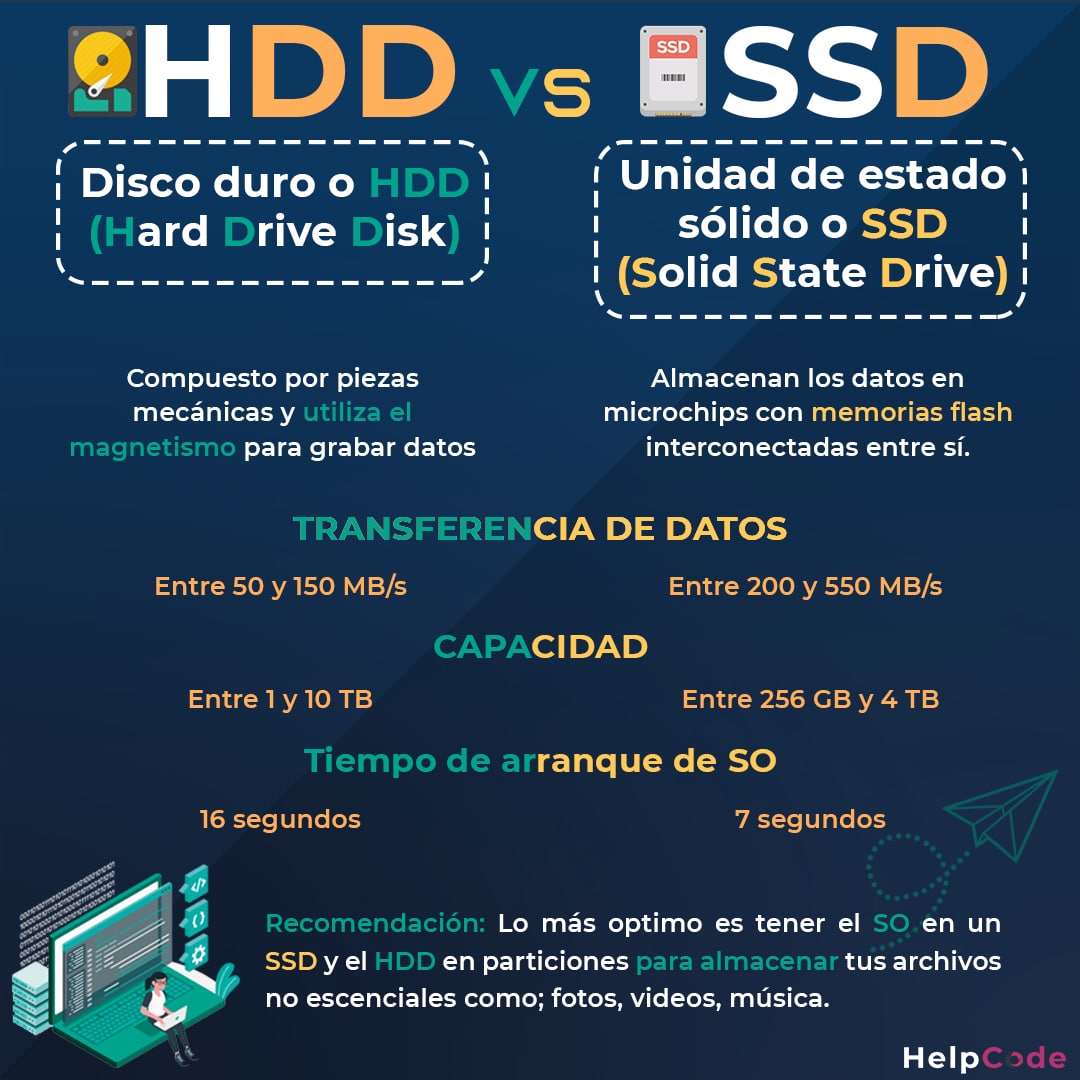 HDD vs SSD
SSD
Disco duro o HDD
(Hard Drive Disk)
Unidad de estado
sólido o SSD
(Solid State Drive)
Compuesto por piezas
mecánicas y utiliza el
magnetismo para grabar datos
Almacenan los datos en
microchips con memorias flash
interconectadas entre sí.
TRANSFERENCIA DE DATOS
Entre 50 y 150 MB/s
Entre 200 y 550 MB/s
CAPACIDAD
Entre 1 y 10 TB
Entre 256 GB y 4 TB
Tiempo de arranque de SO
16 segundos
7 segundos
Recomendación: Lo más optimo es tener el SO en un
SSD y el HDD en particiones para almacenar tus archivos
no escenciales como; fotos, videos, música.
HelpCode